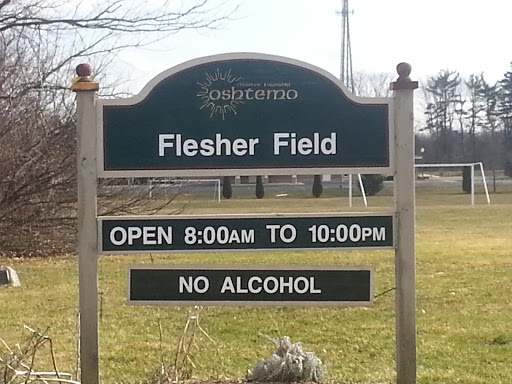 oshtemo
Flesher Field
OPEN 8:00AM TO 10:00PM
NO ALCOHOL